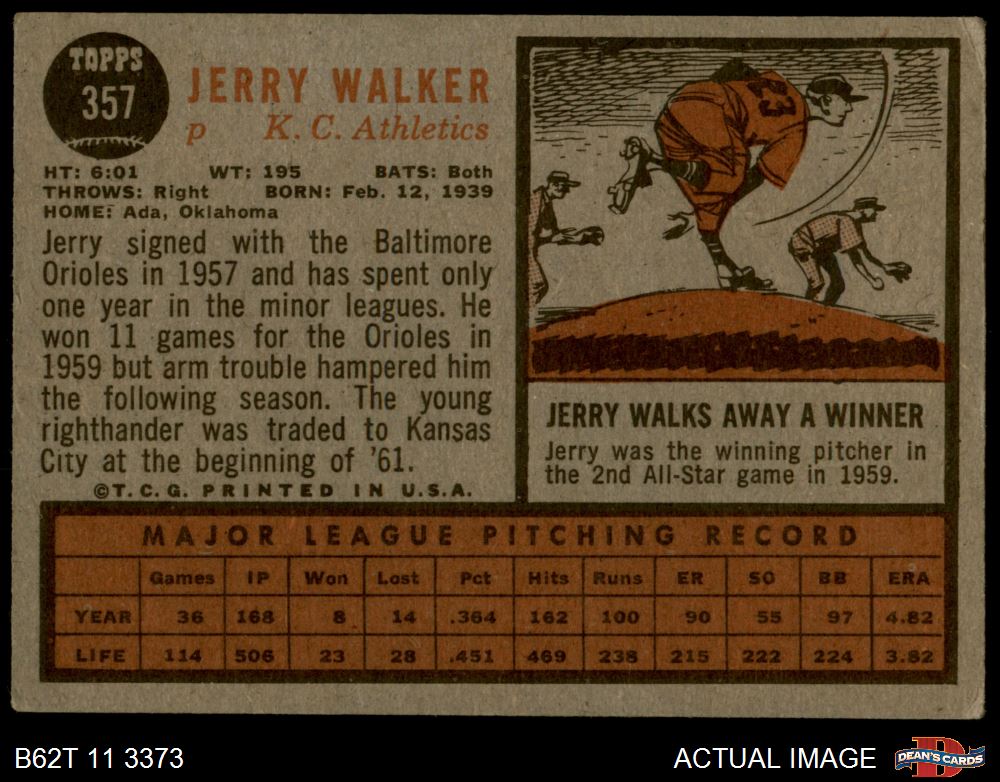 TOPPS
357
JERRY WALKER
p K. C. Athletics
HT: 6:01 WT: 195 BATS: Both
THROWS: Right BORN: Feb. 12, 1939
HOME: Ada, Oklahoma
Jerry signed with the Baltimore
Orioles in 1957 and has spent only
one year in the minor leagues. He
won 11 games for the Orioles in
1959 but arm trouble hampered him
the following season. The young
righthander was traded to Kansas
City at the beginning of '61.
©T. C. G. PRINTED IN U.S.A.
23
JERRY WALKS AWAY A WINNER
Jerry was the winning pitcher in
the 2nd All-Star game in 1959.
MAJOR LEAGUE PITCHING RECORD
Games IP Won Lost Pct Hits Runs ER SO BB ERA
YEAR 36 168 8 14 .364 162 100 90 55 97 4.82
LIFE 114 506 23 28 .451 469 238 215 222 224 3.82
B62T 11 3373
ACTUAL IMAGE
D
DEAN'S CARDS